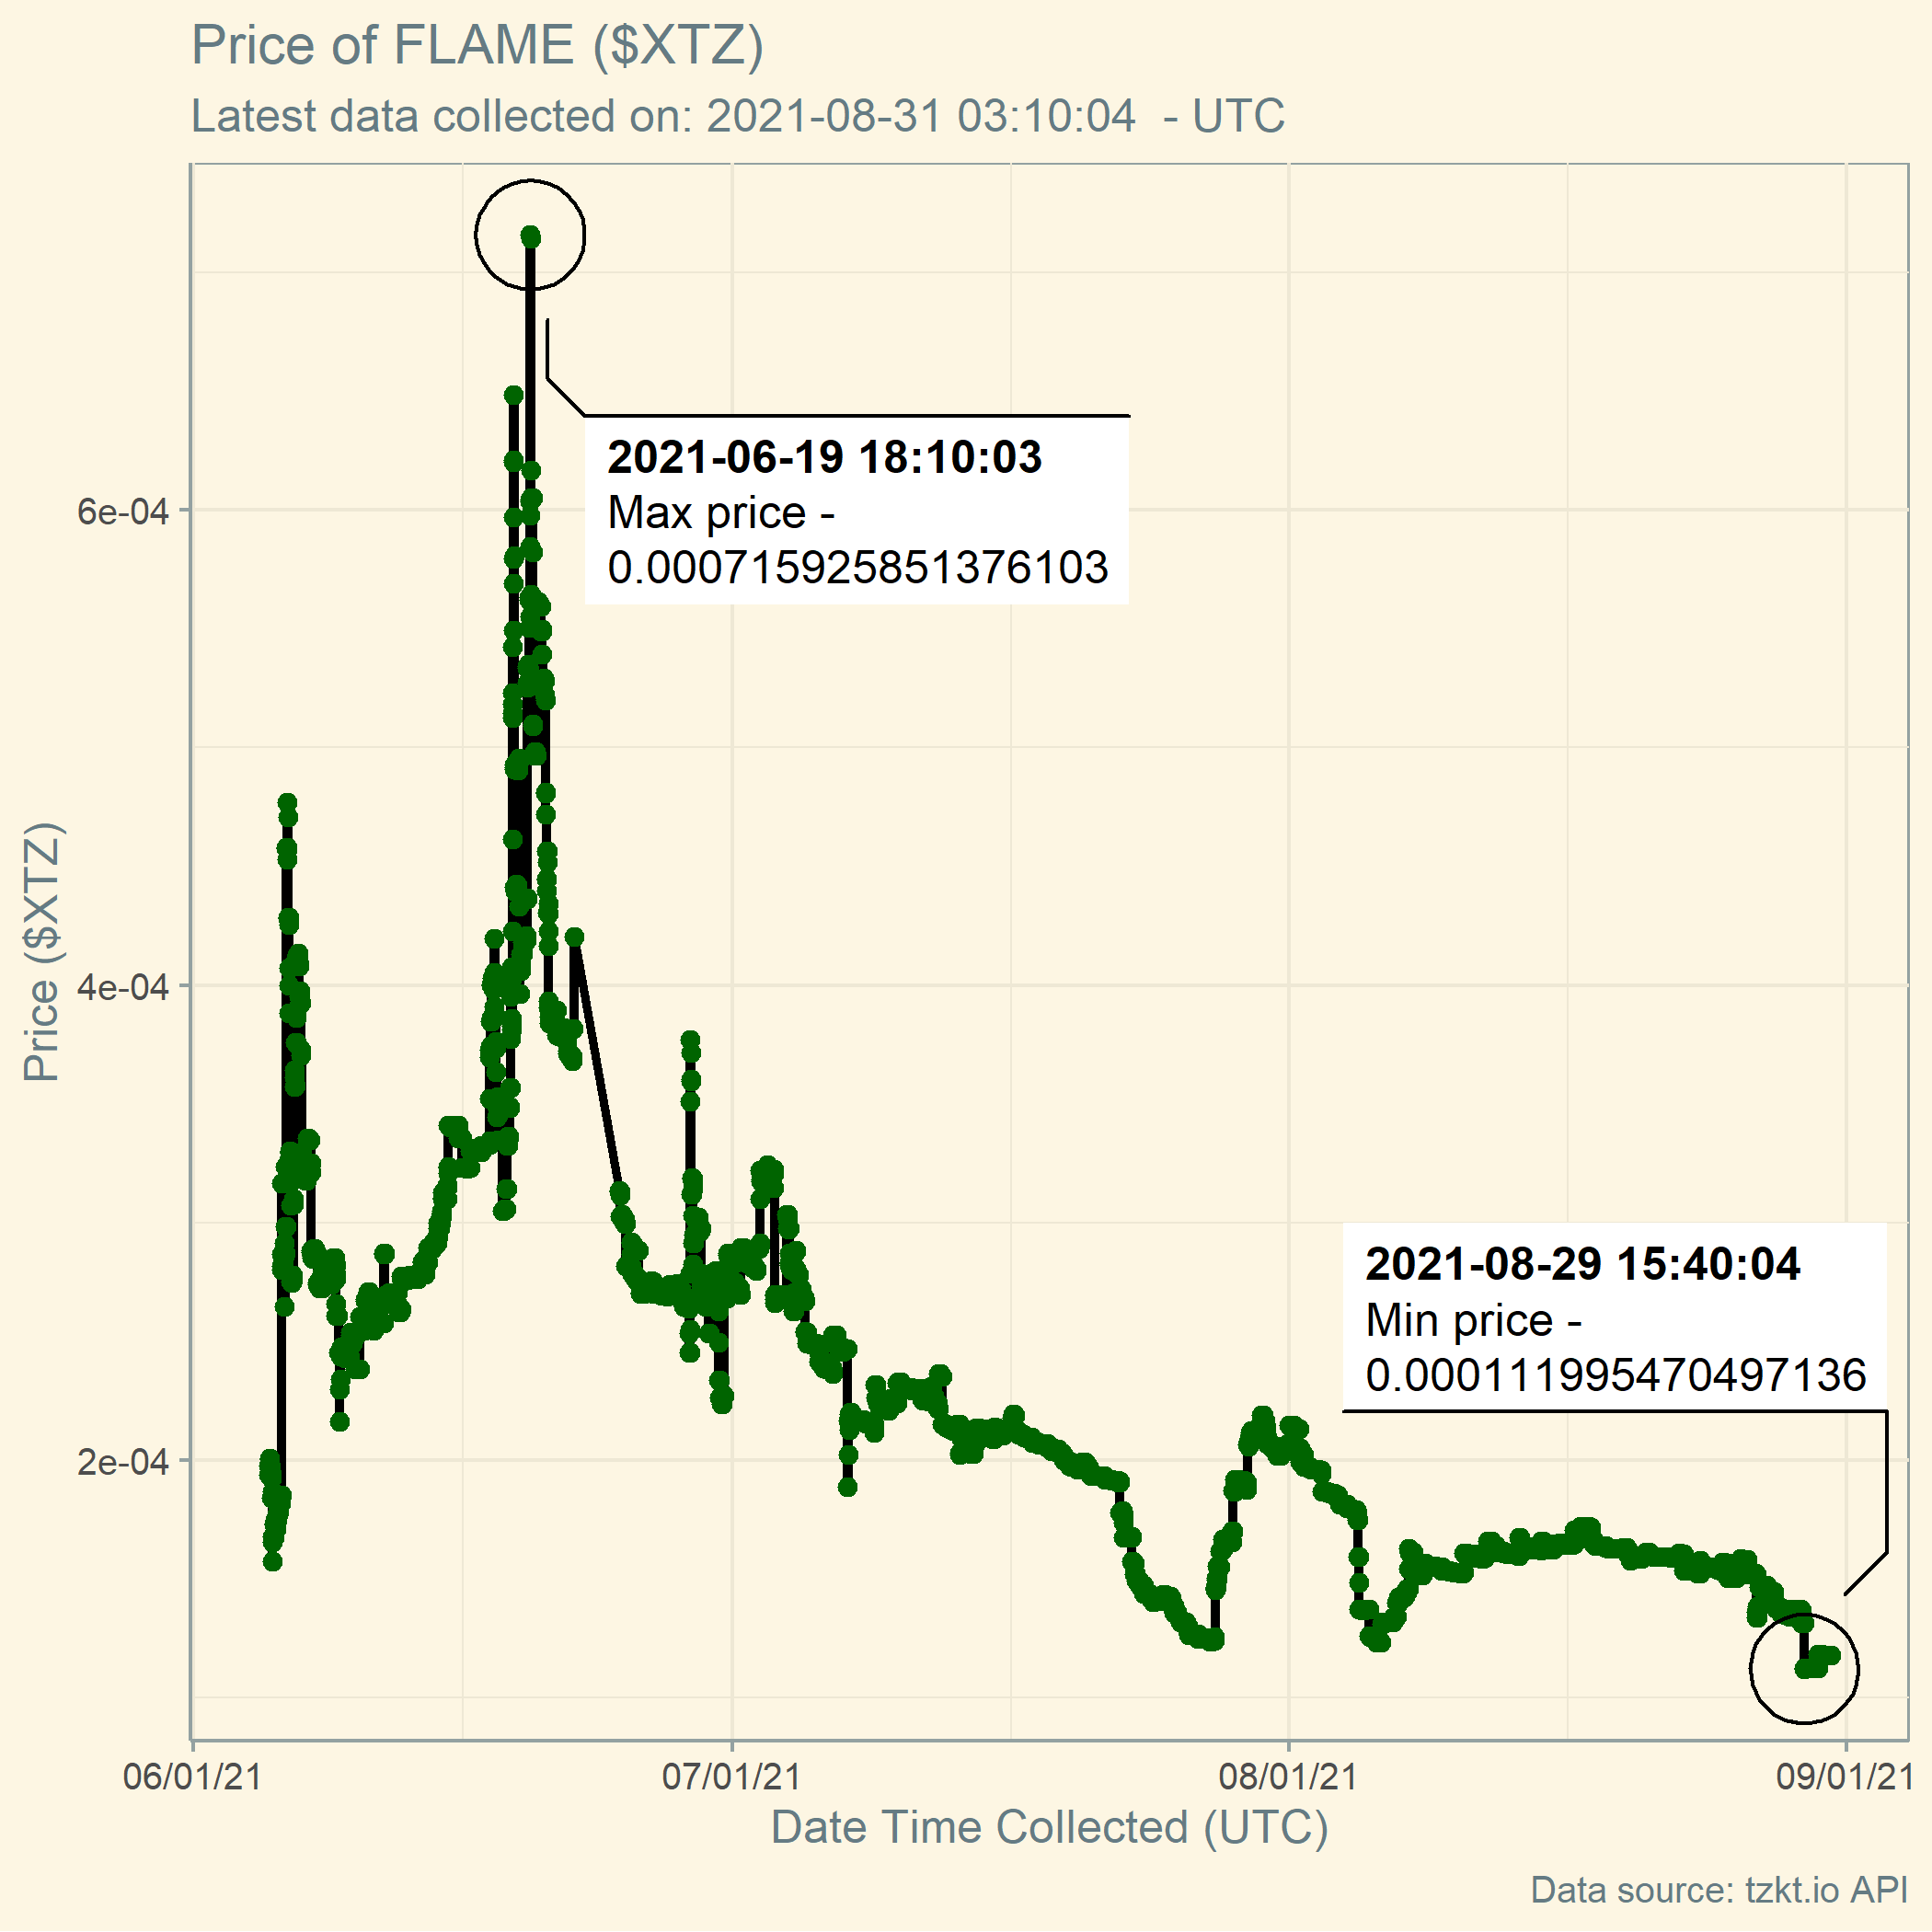 Price of FLAME ($XTZ)
Latest data collected on: 2021-08-31 03:10:04  - UTC
2021-06-19 18:10:03
Max price -
0.000715925851376103
6e-04
Price ($XTZ)
4e-04
2021-08-29 15:40:04
Min price -
0.000111995470497136
2e-04
06/01/21
07/01/21
08/01/21
09/01/21
Date Time Collected (UTC)
Data source: tzkt.io API